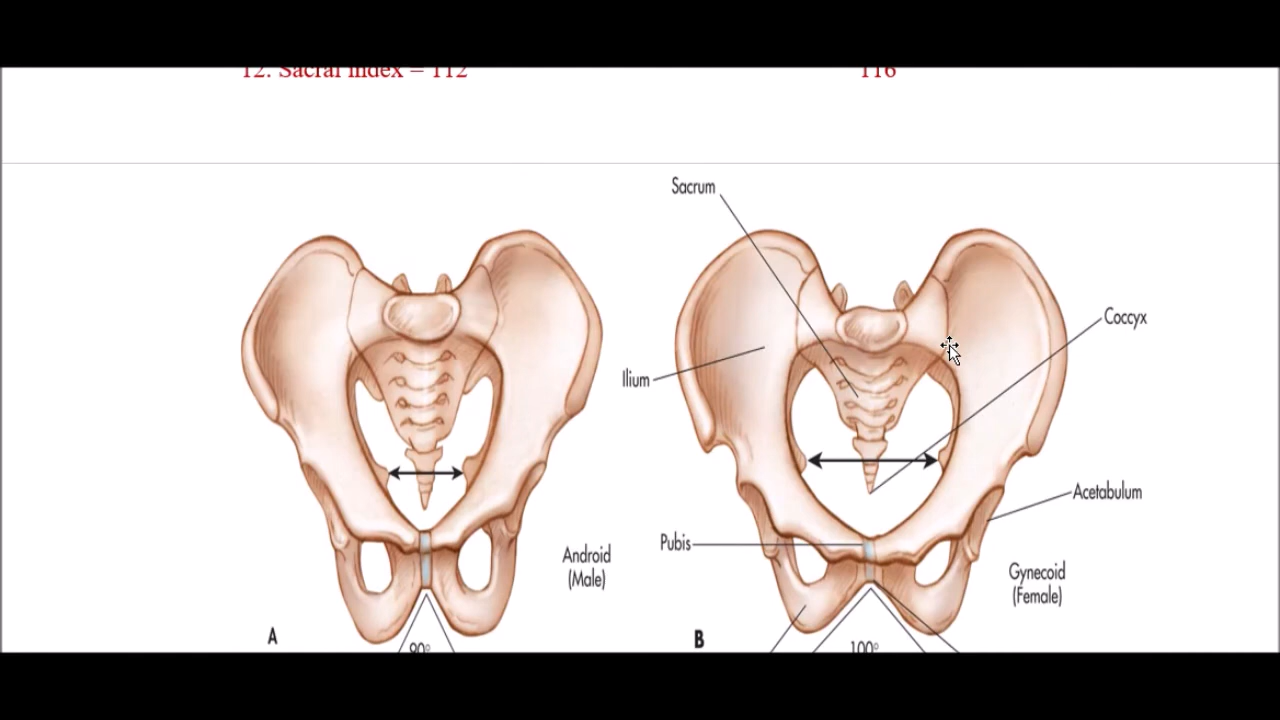 12. Sacral index = 112
116
Sacrum
Coccyx
Ilium
Acetabulum
Pubis
Android
(Male)
Gynecoid
(Female)
A
B
90°
100°